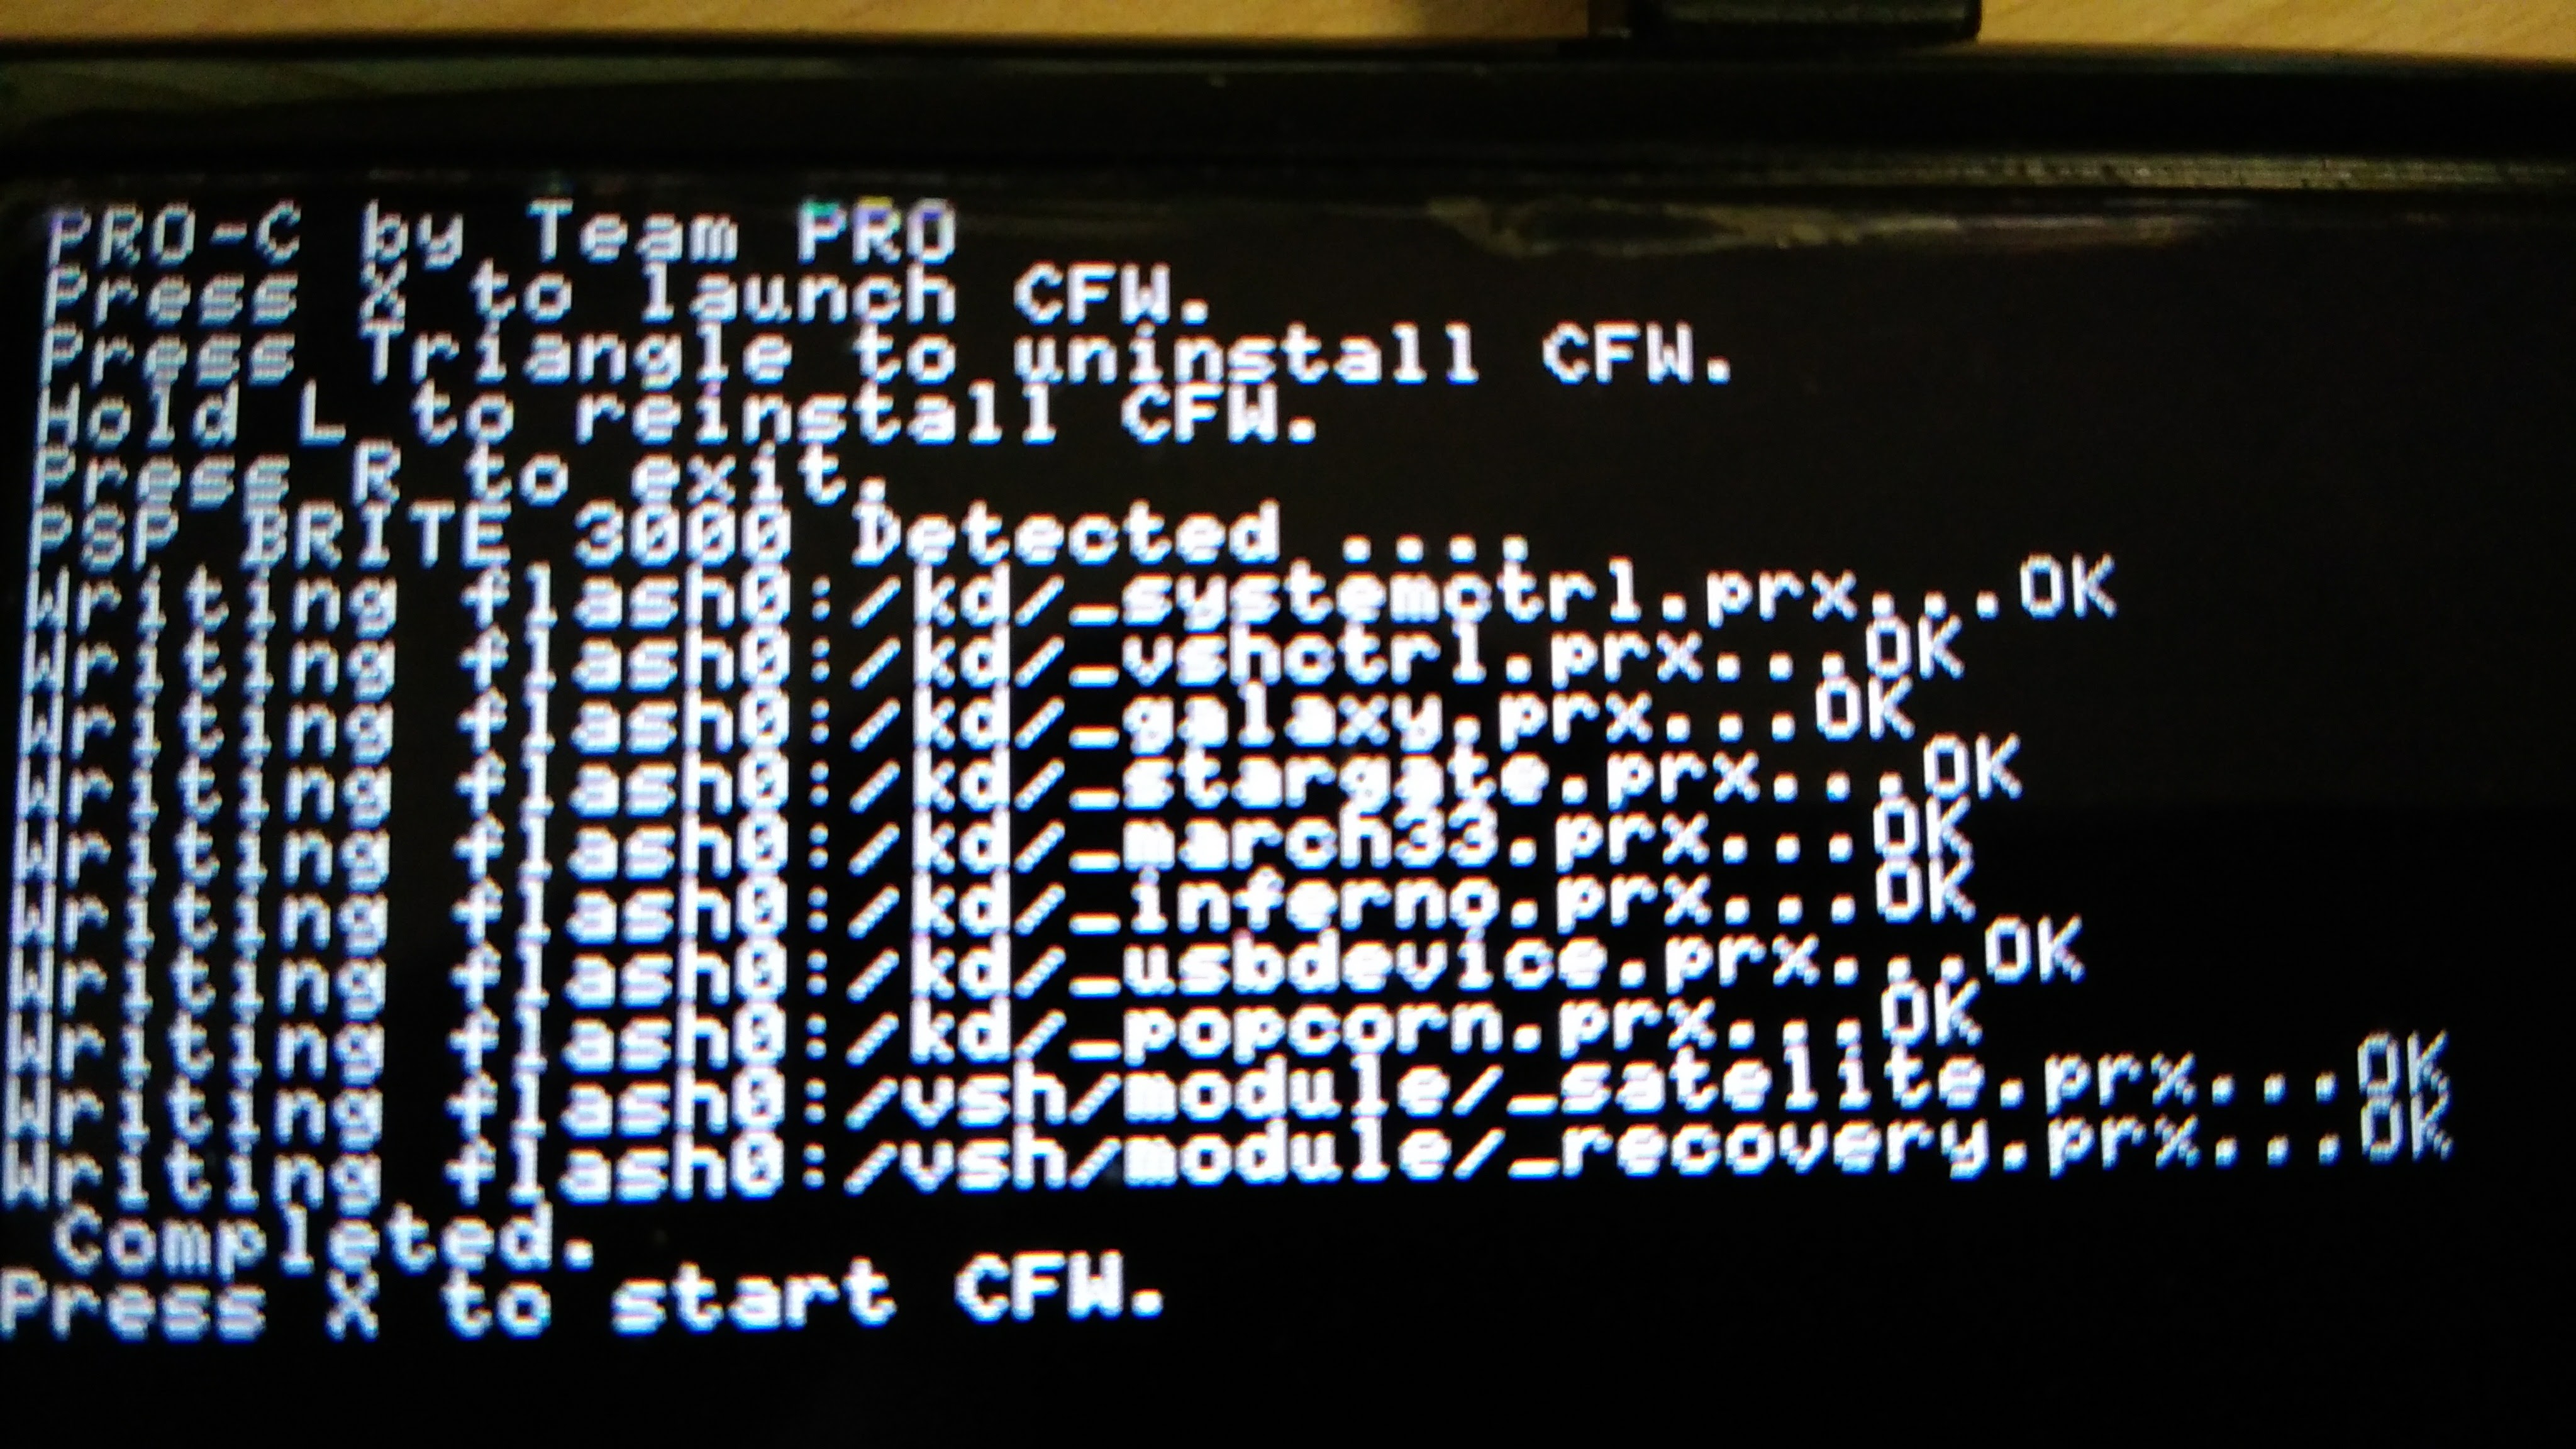 PRO-C by Team PRO
Press X to launch CFW.
Press Triangle to uninstall CFW.
Hold L to reinstall CFW.
Press R to exit.
PSP BRITE 3000 Detected ....
Writing flash0:/kd/_systemctrl.prx...OK
Writing flash0:/kd/_vshctrl.prx...OK
Writing flash0:/kd/_galaxy.prx...OK
Writing flash0:/kd/_stargate.prx...OK
Writing flash0:/kd/_march33.prx...OK
Writing flash0:/kd/_inferno.prx...OK
Writing flash0:/kd/_usbdevice.prx...OK
Writing flash0:/kd/_popcorn.prx...OK
Writing flash0:/vsh/module/_satelite.prx...OK
Writing flash0:/vsh/module/_recovery.prx...OK
Completed.
Press X to start CFW.